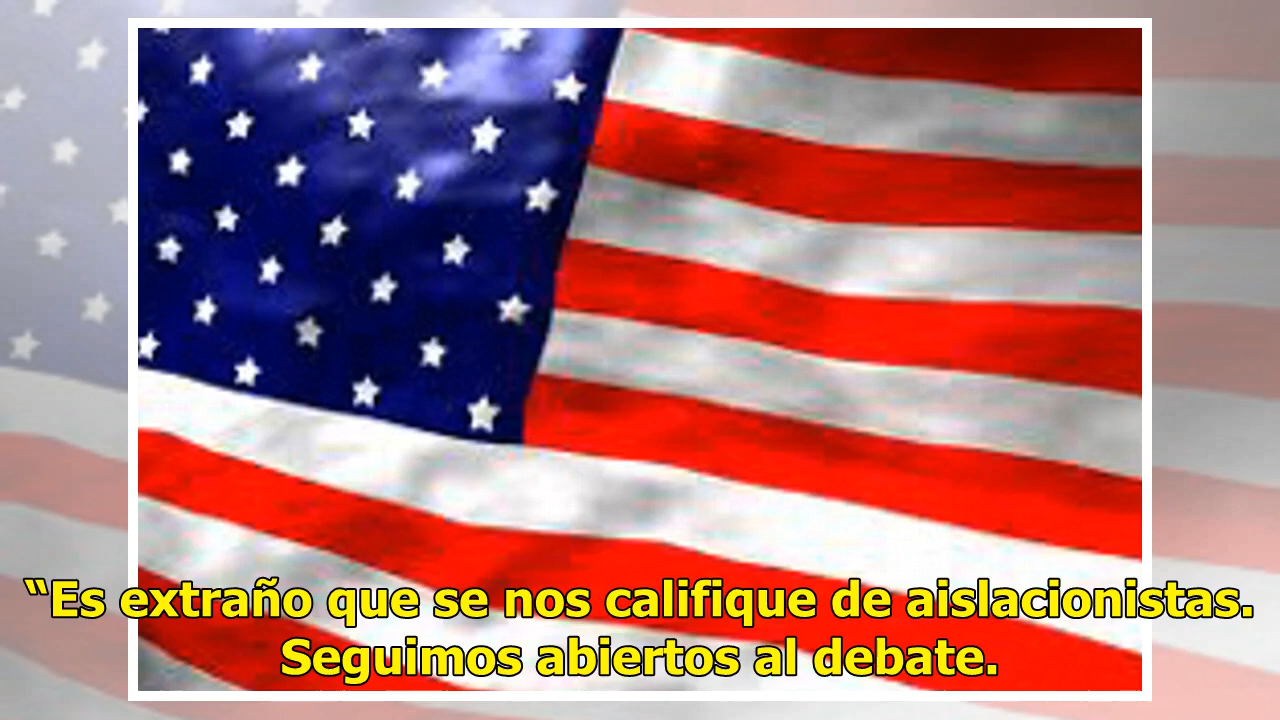 “Es extraño que se nos califique de aislacionistas.
Seguimos abiertos al debate.